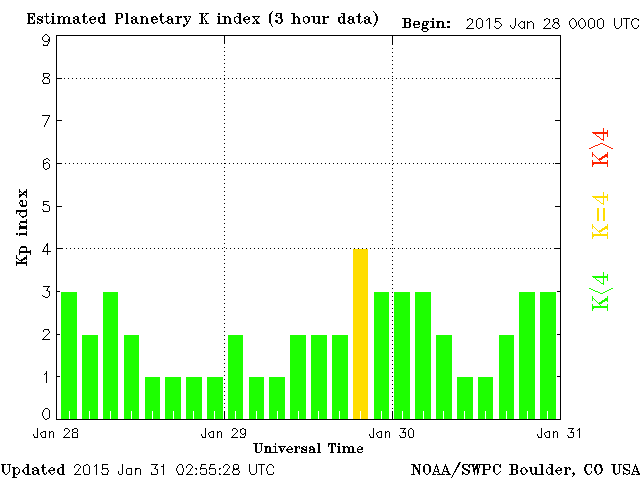 Estimated Planetary K index (3 hour data) Begin: 2015 Jan 28 0000 UTC
9
8
7
6
5
4
3
2
1
0
Kp index
K>4
K=4
K<4
Jan 28 Jan 29 Jan 30 Jan 31
Universal Time
Updated 2015 Jan 31 02:55:28 UTC NOAA/SWPC Boulder, CO USA